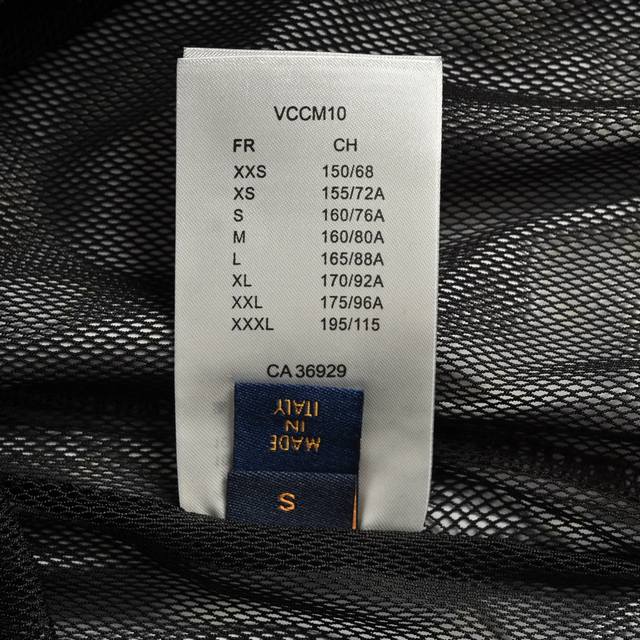 VCCM10
FR CH
XXS 150/68
XS 155/72A
S 160/76A
M 160/80A
L 165/88A
XL 170/92A
XXL 175/96A
XXXL 195/115
CA 36929
MADE
IN
ITALY
S